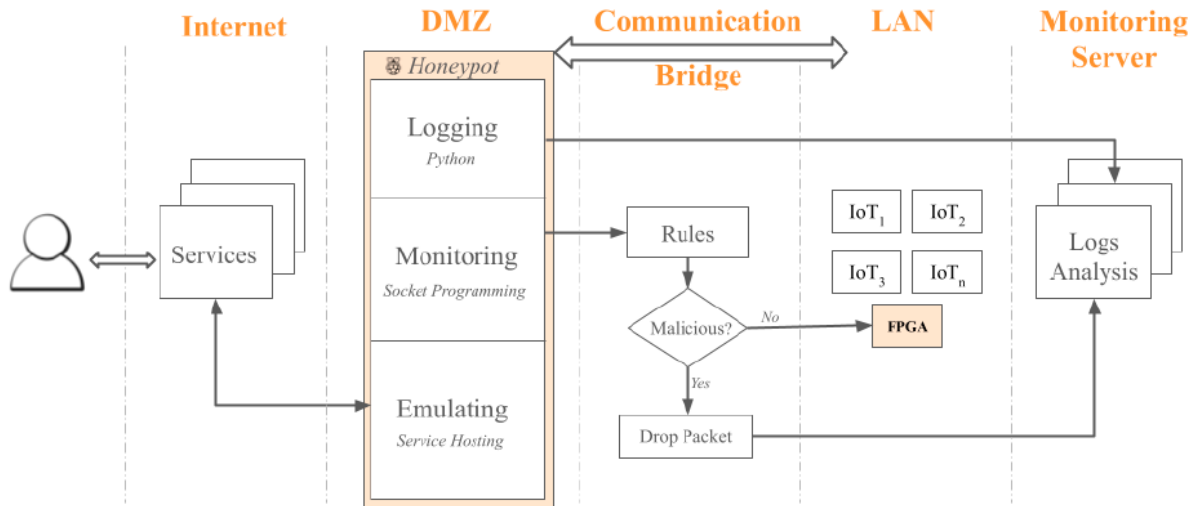 Internet
DMZ
Communication
Bridge
LAN
Monitoring
Server
Honeypot
Logging
Python
Monitoring
Socket Programming
Emulating
Service Hosting
Services
Rules
Malicious?
No
Yes
Drop Packet
IoT₁
IoT₂
IoT₃
IoTₙ
FPGA
Logs
Analysis